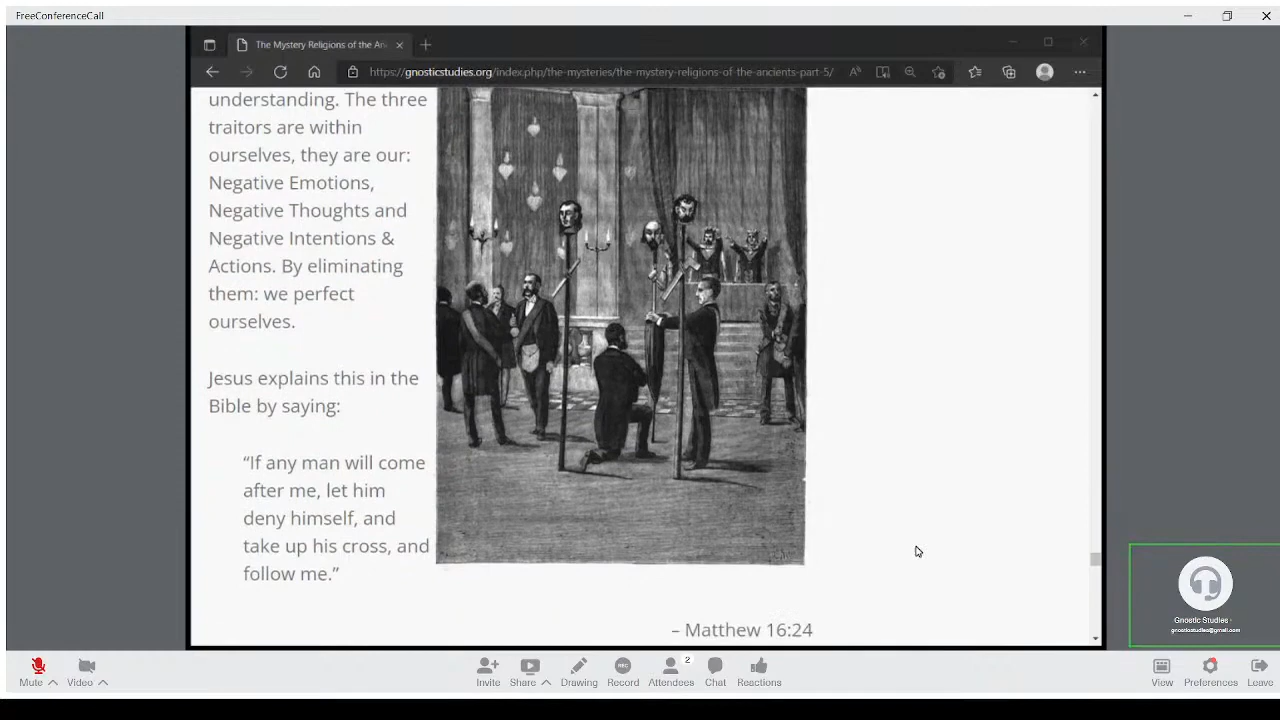 FreeConferenceCall
The Mystery Religions of the An
https://gnosticstudies.org/index.php/the-mysteries/the-mystery-religions-of-the-ancients-part-5/
understanding. The three
traitors are within
ourselves, they are our:
Negative Emotions,
Negative Thoughts and
Negative Intentions &
Actions. By eliminating
them: we perfect
ourselves.
Jesus explains this in the
Bible by saying:
“If any man will come
after me, let him
deny himself, and
take up his cross, and
follow me.”
– Matthew 16:24
Gnostic Studies -
gnosticstudies@gmail.com
Mute
Video
Invite
Share
Drawing
REC
Record
2
Attendees
Chat
Reactions
View
Preferences
Leave